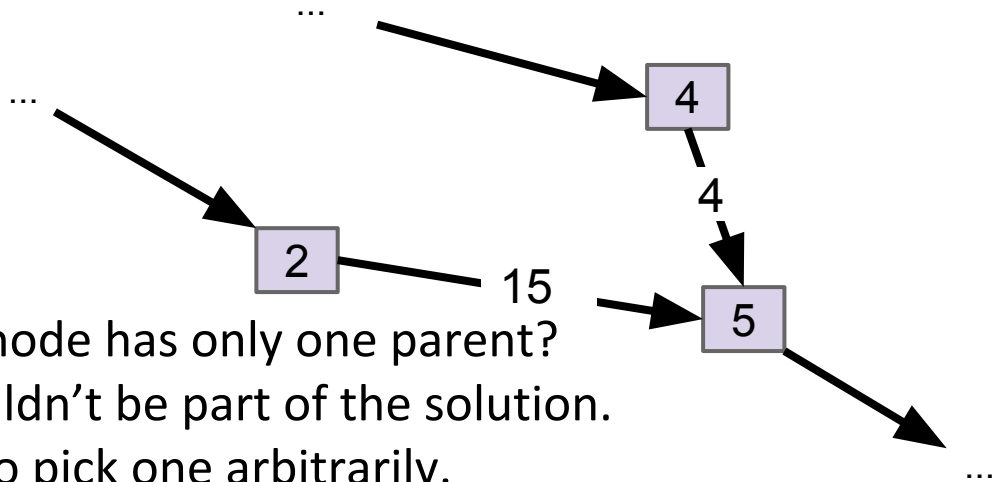 ...
...
4
4
2
15
5
node has only one parent?
ldn’t be part of the solution.
o pick one arbitrarily.
...